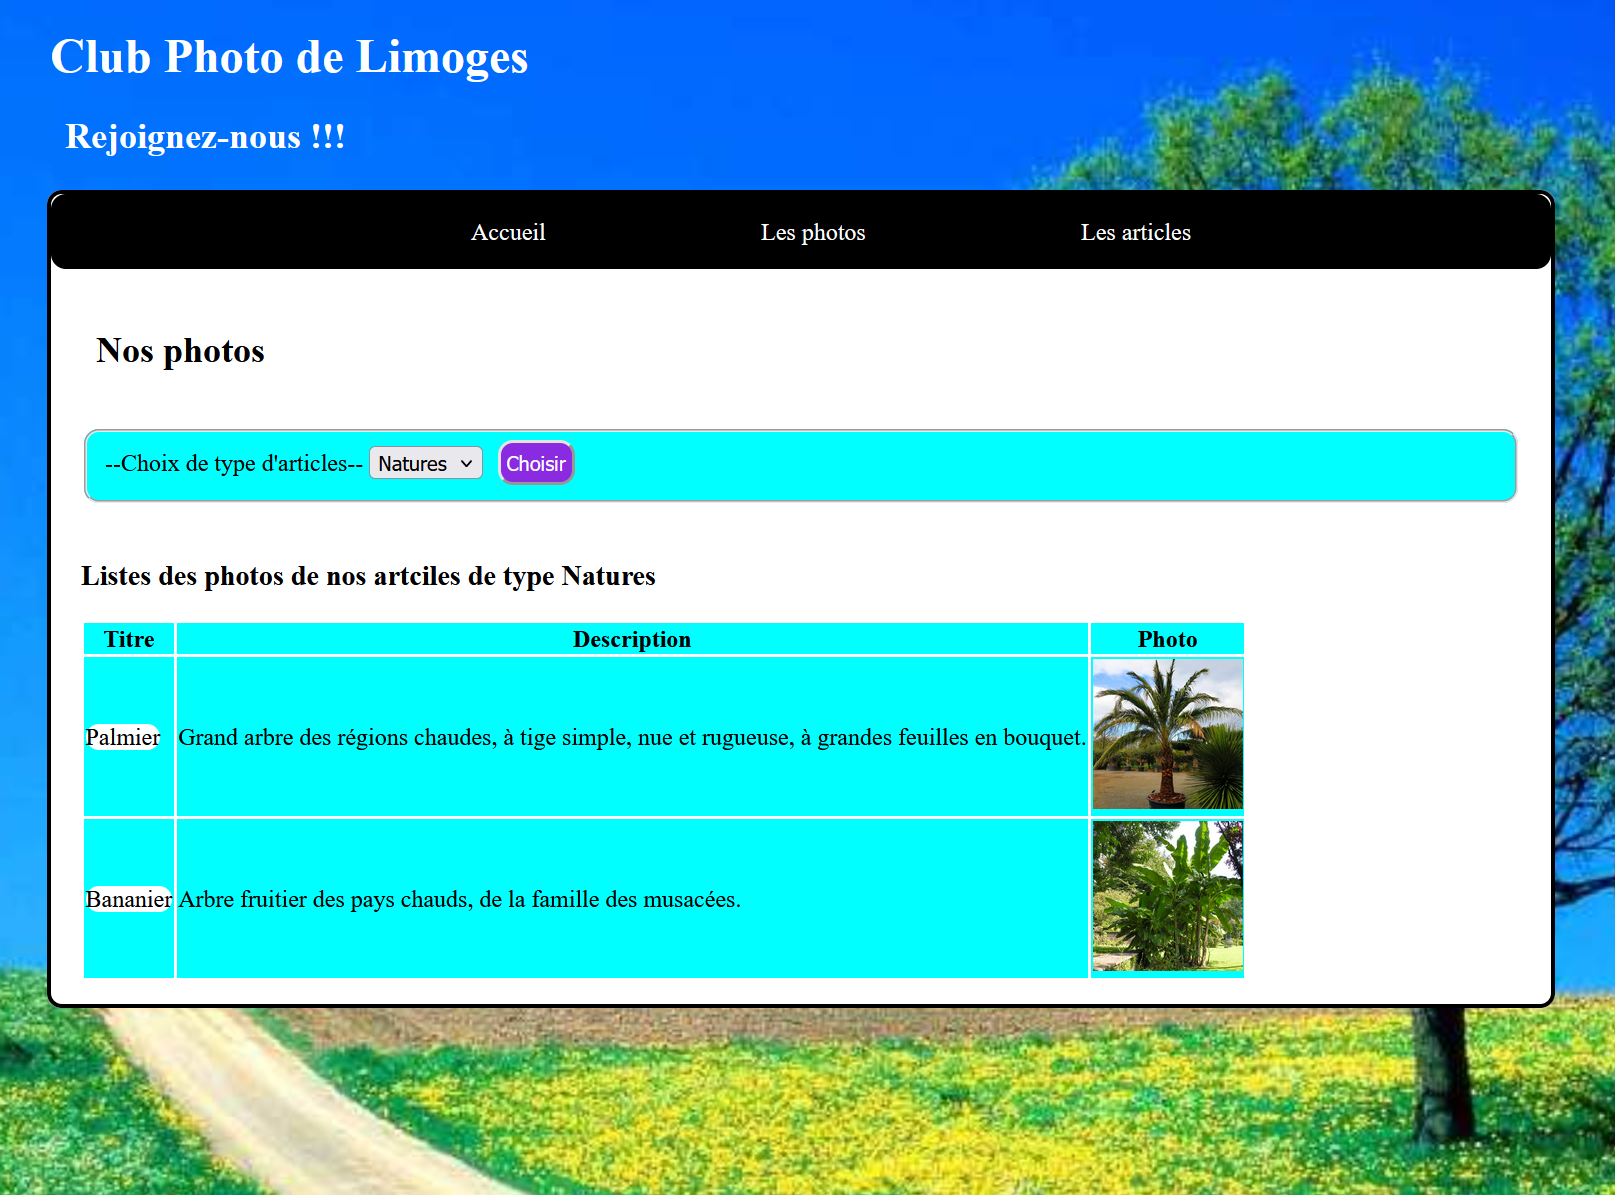 Club Photo de Limoges
Rejoignez-nous !!!
Accueil Les photos Les articles
Nos photos
--Choix de type d'articles-- Natures Choisir
Listes des photos de nos artciles de type Natures
Titre Description Photo
Palmier Grand arbre des régions chaudes, à tige simple, nue et rugueuse, à grandes feuilles en bouquet.
Bananier Arbre fruitier des pays chauds, de la famille des musacées.